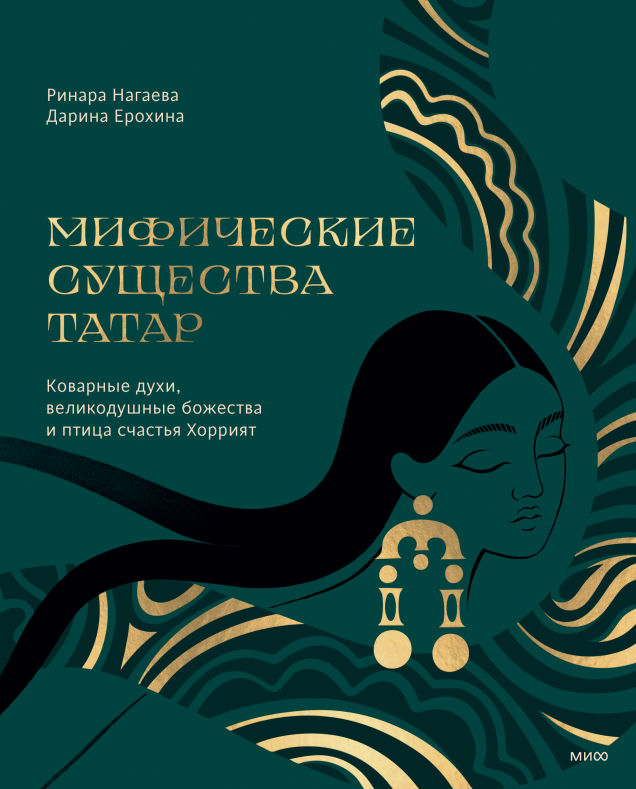 Ринара Нагаева
Дарина Ерохина
МИФИЧЕСКИЕ
СУЩЕСТВА
ТАТАР
Коварные духи,
великодушные божества
и птица счастья Хоррият
МИФ